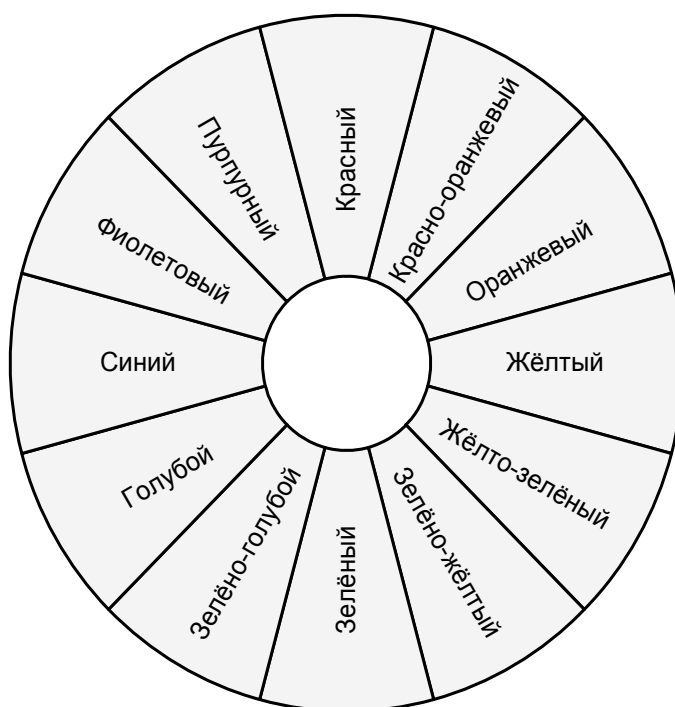 Красный
Красно-оранжевый
Оранжевый
Жёлтый
Жёлто-зелёный
Зелёно-жёлтый
Зелёный
Зелёно-голубой
Голубой
Синий
Фиолетовый
Пурпурный